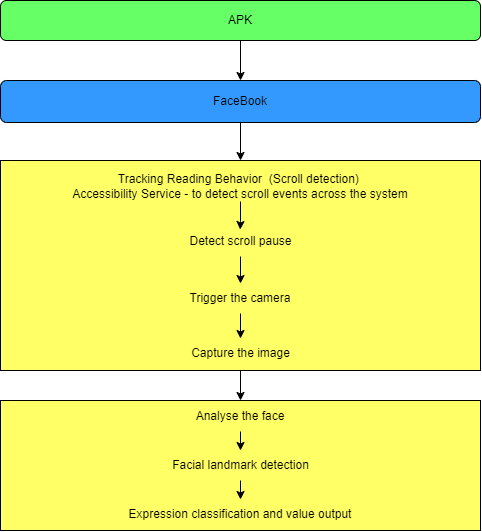 APK
FaceBook
Tracking Reading Behavior (Scroll detection)
Accessibility Service - to detect scroll events across the system
Detect scroll pause
Trigger the camera
Capture the image
Analyse the face
Facial landmark detection
Expression classification and value output